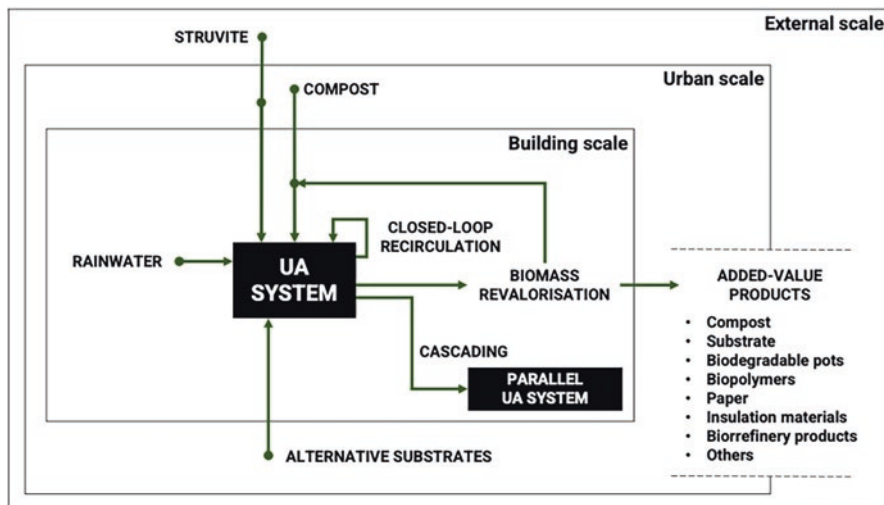 External scale
STRUVITE
Urban scale
COMPOST
Building scale
CLOSED-LOOP
RECIRCULATION
RAINWATER
UA
SYSTEM
BIOMASS
REVALORISATION
ADDED-VALUE
PRODUCTS
• Compost
• Substrate
• Biodegradable pots
• Biopolymers
• Paper
• Insulation materials
• Biorrefinery products
• Others
CASCADING
PARALLEL
UA SYSTEM
ALTERNATIVE SUBSTRATES